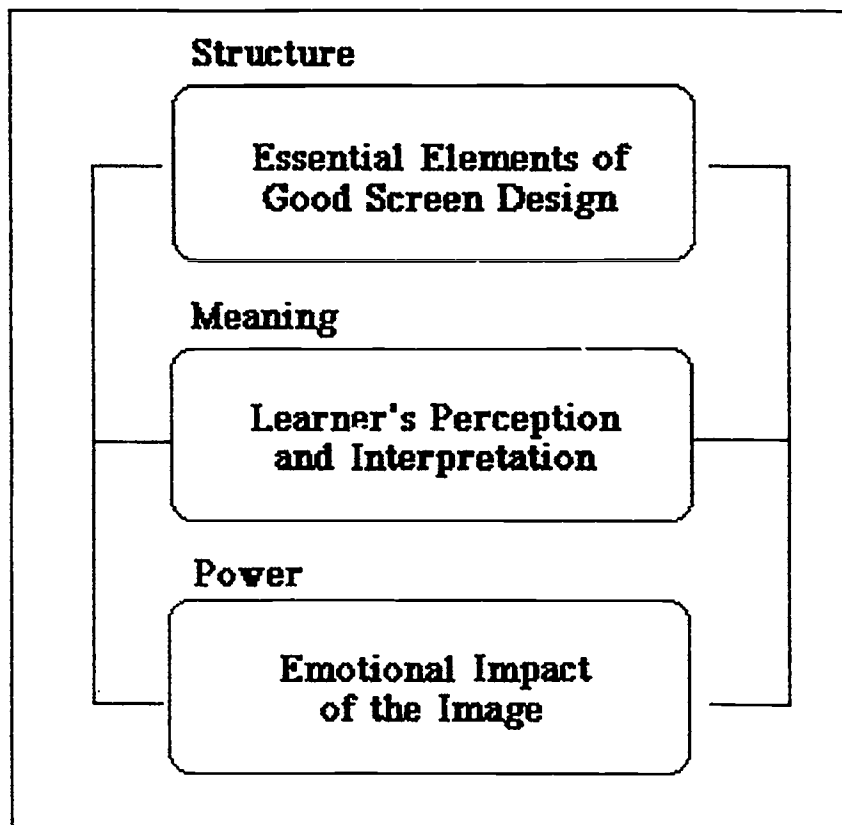 Structure
Essential Elements of
Good Screen Design
Meaning
Learner's Perception
and Interpretation
Power
Emotional Impact
of the Image